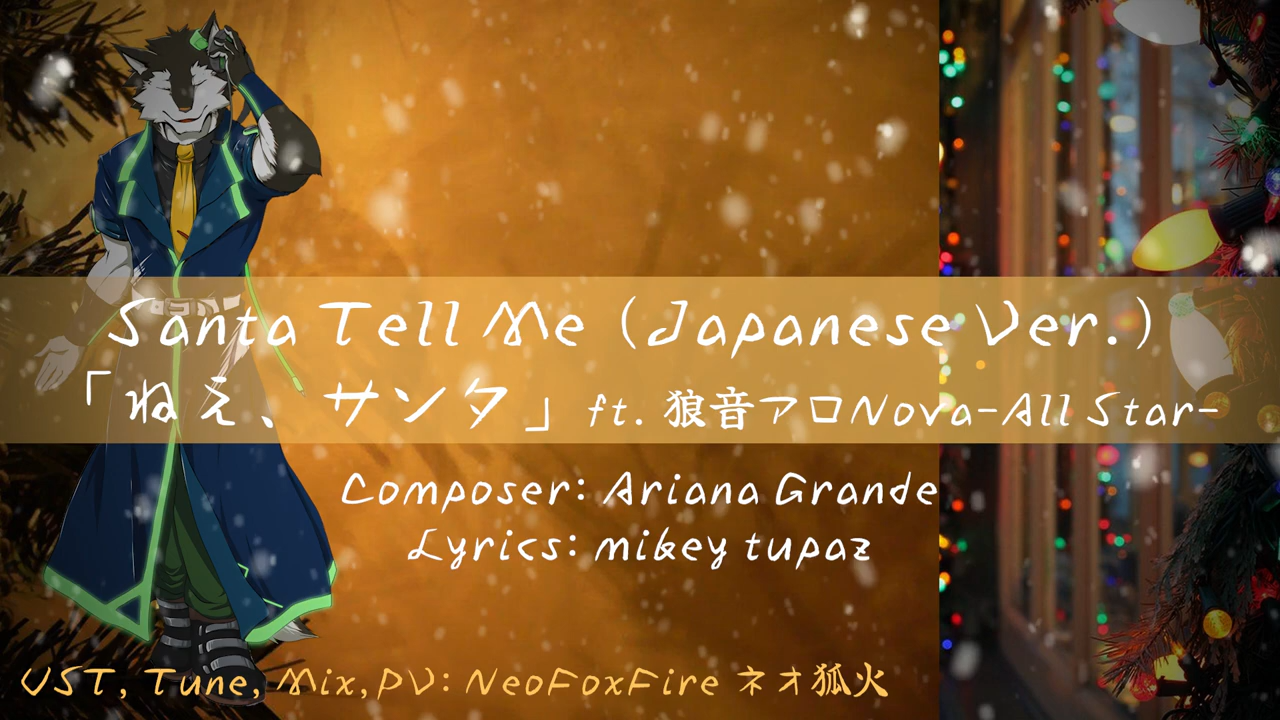 Santa Tell Me (Japanese Ver.)
「ねぇ、サンタ」 ft. 狼音アロNova-All Star-
Composer: Ariana Grande
Lyrics: mikey tupaz
UST, Tune, Mix, PV: NeoFoxFire ネオ狐火